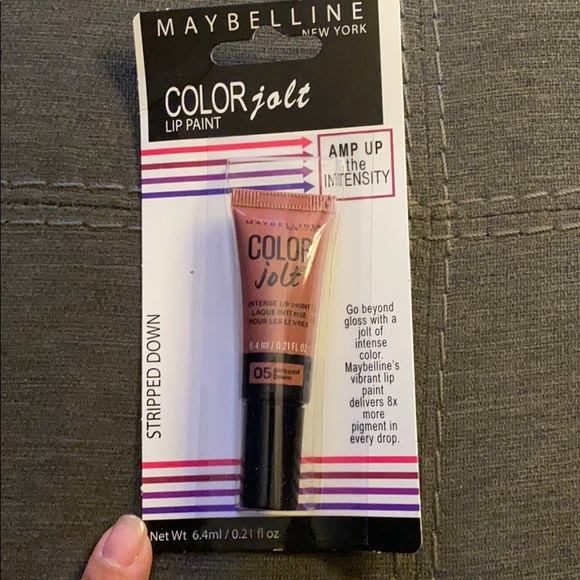 MAYBELLINE
NEW YORK
COLOR jolt
LIP PAINT
AMP UP
the
INTENSITY
MAYBELLINE
COLOR
jolt
INTENSE LIP PAINT
LAQUE INTENSE
POUR LES LÈVRES
6.4 ml / 0.21 FL OZ
05 Stripped
Down
STRIPPED DOWN
Go beyond
gloss with a
jolt of
intense
color.
Maybelline's
vibrant lip
paint
delivers 8x
more
pigment in
every drop.
Net Wt 6.4ml / 0.21 fl oz